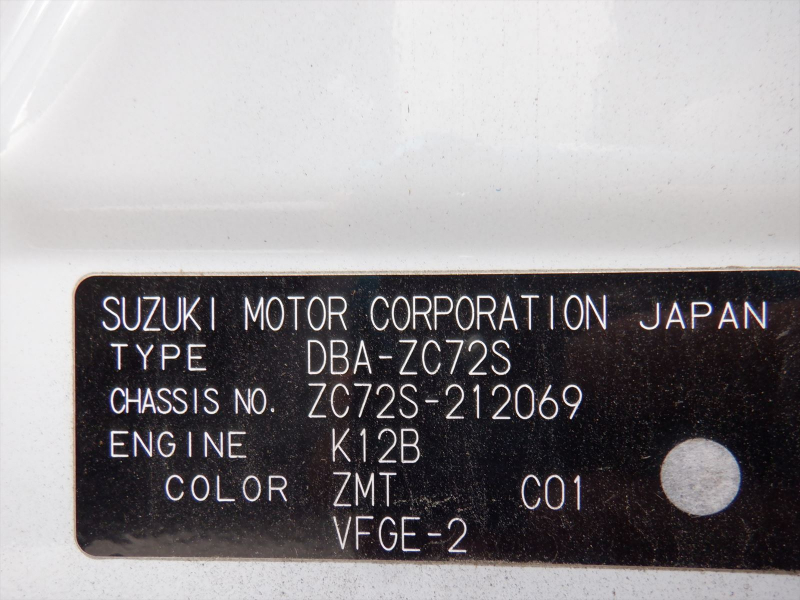 SUZUKI MOTOR CORPORATION JAPAN
TYPE DBA-ZC72S
CHASSIS NO. ZC72S-212069
ENGINE K12B
COLOR ZMT C01
VFGE-2